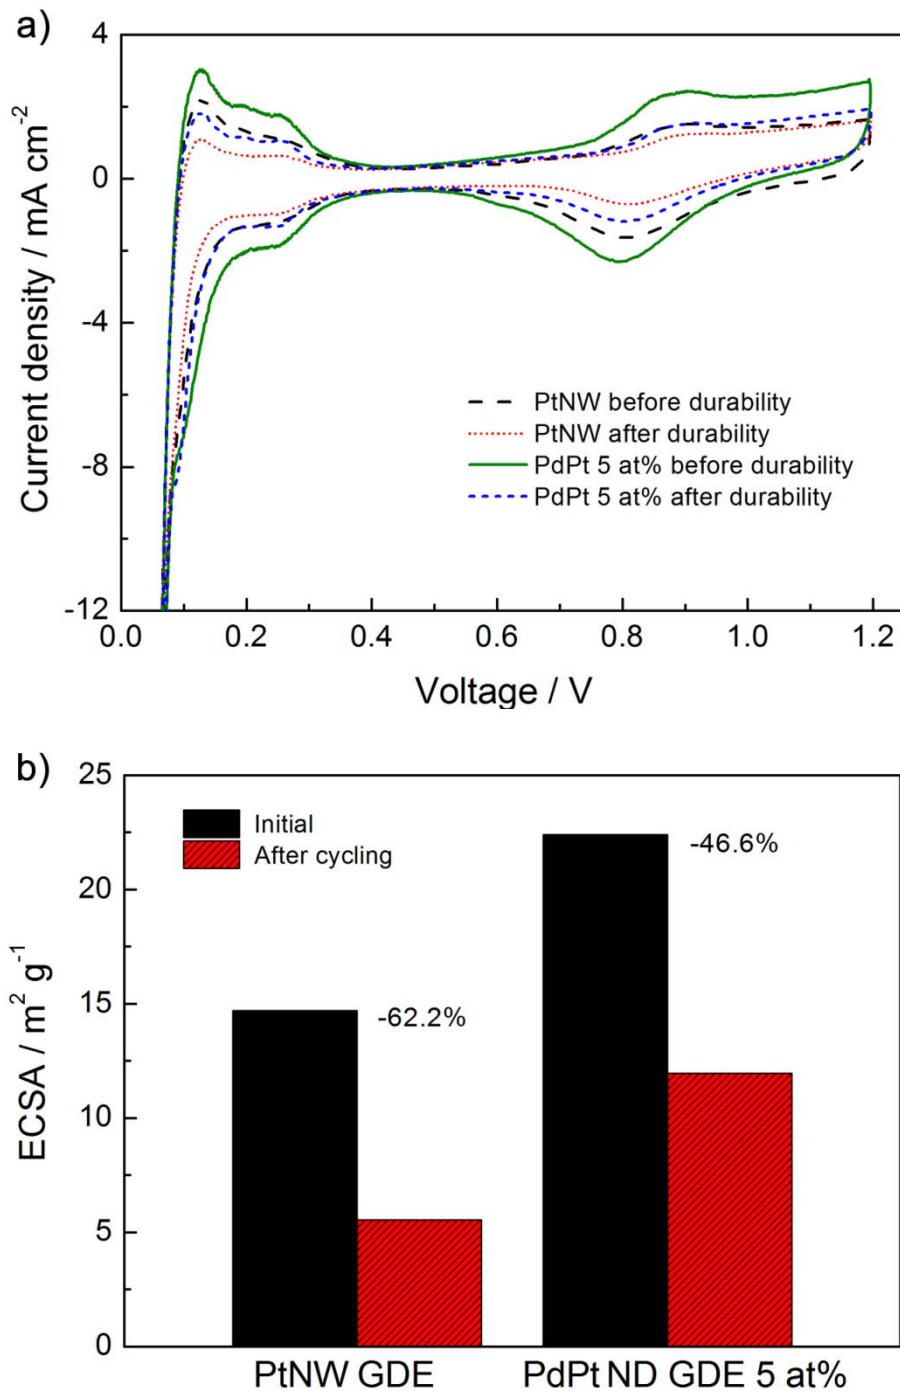 a)
Current density / mA cm⁻²
4
0
-4
-8
-12
PtNW before durability
PtNW after durability
PdPt 5 at% before durability
PdPt 5 at% after durability
0.0 0.2 0.4 0.6 0.8 1.0 1.2
Voltage / V
b)
ECSA / m² g⁻¹
25
20
15
10
5
0
Initial
After cycling
-46.6%
-62.2%
PtNW GDE
PdPt ND GDE 5 at%